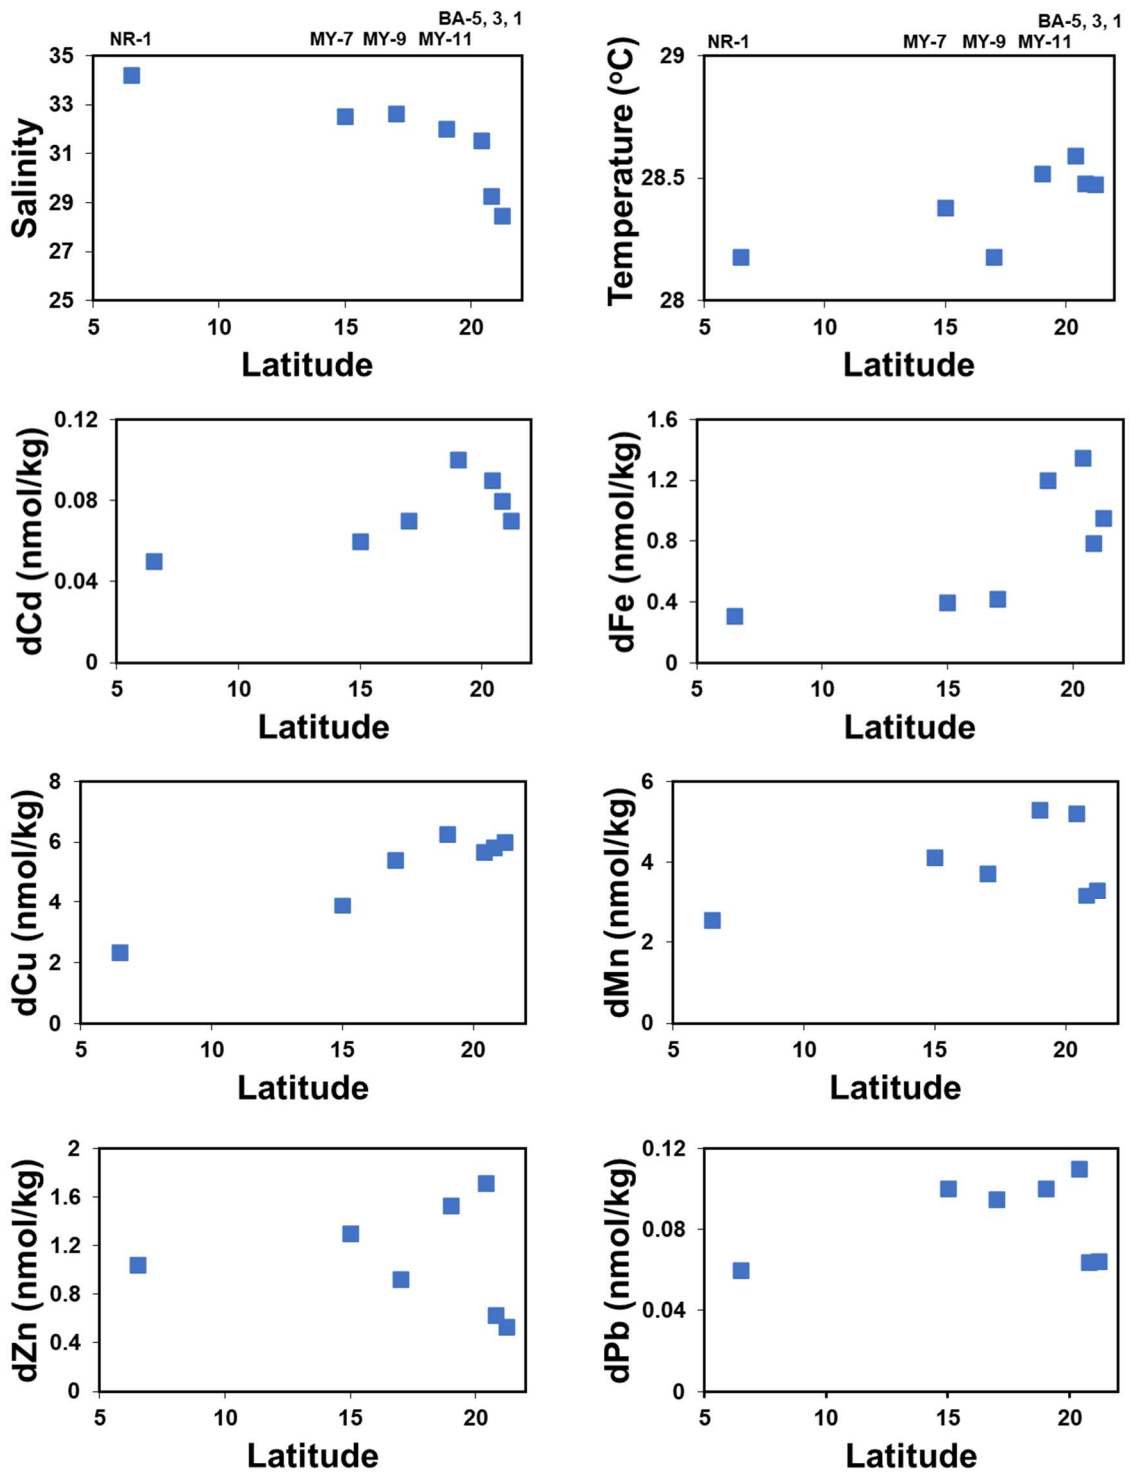 BA-5, 3, 1
NR-1 MY-7 MY-9 MY-11
35
33
31
29
27
25
Salinity
5 10 15 20
Latitude
BA-5, 3, 1
NR-1 MY-7 MY-9 MY-11
29
28.5
28
Temperature (ºC)
5 10 15 20
Latitude
0.12
0.08
0.04
0
dCd (nmol/kg)
5 10 15 20
Latitude
1.6
1.2
0.8
0.4
0
dFe (nmol/kg)
5 10 15 20
Latitude
8
6
4
2
0
dCu (nmol/kg)
5 10 15 20
Latitude
6
4
2
0
dMn (nmol/kg)
5 10 15 20
Latitude
2
1.6
1.2
0.8
0.4
0
dZn (nmol/kg)
5 10 15 20
Latitude
0.12
0.08
0.04
0
dPb (nmol/kg)
5 10 15 20
Latitude